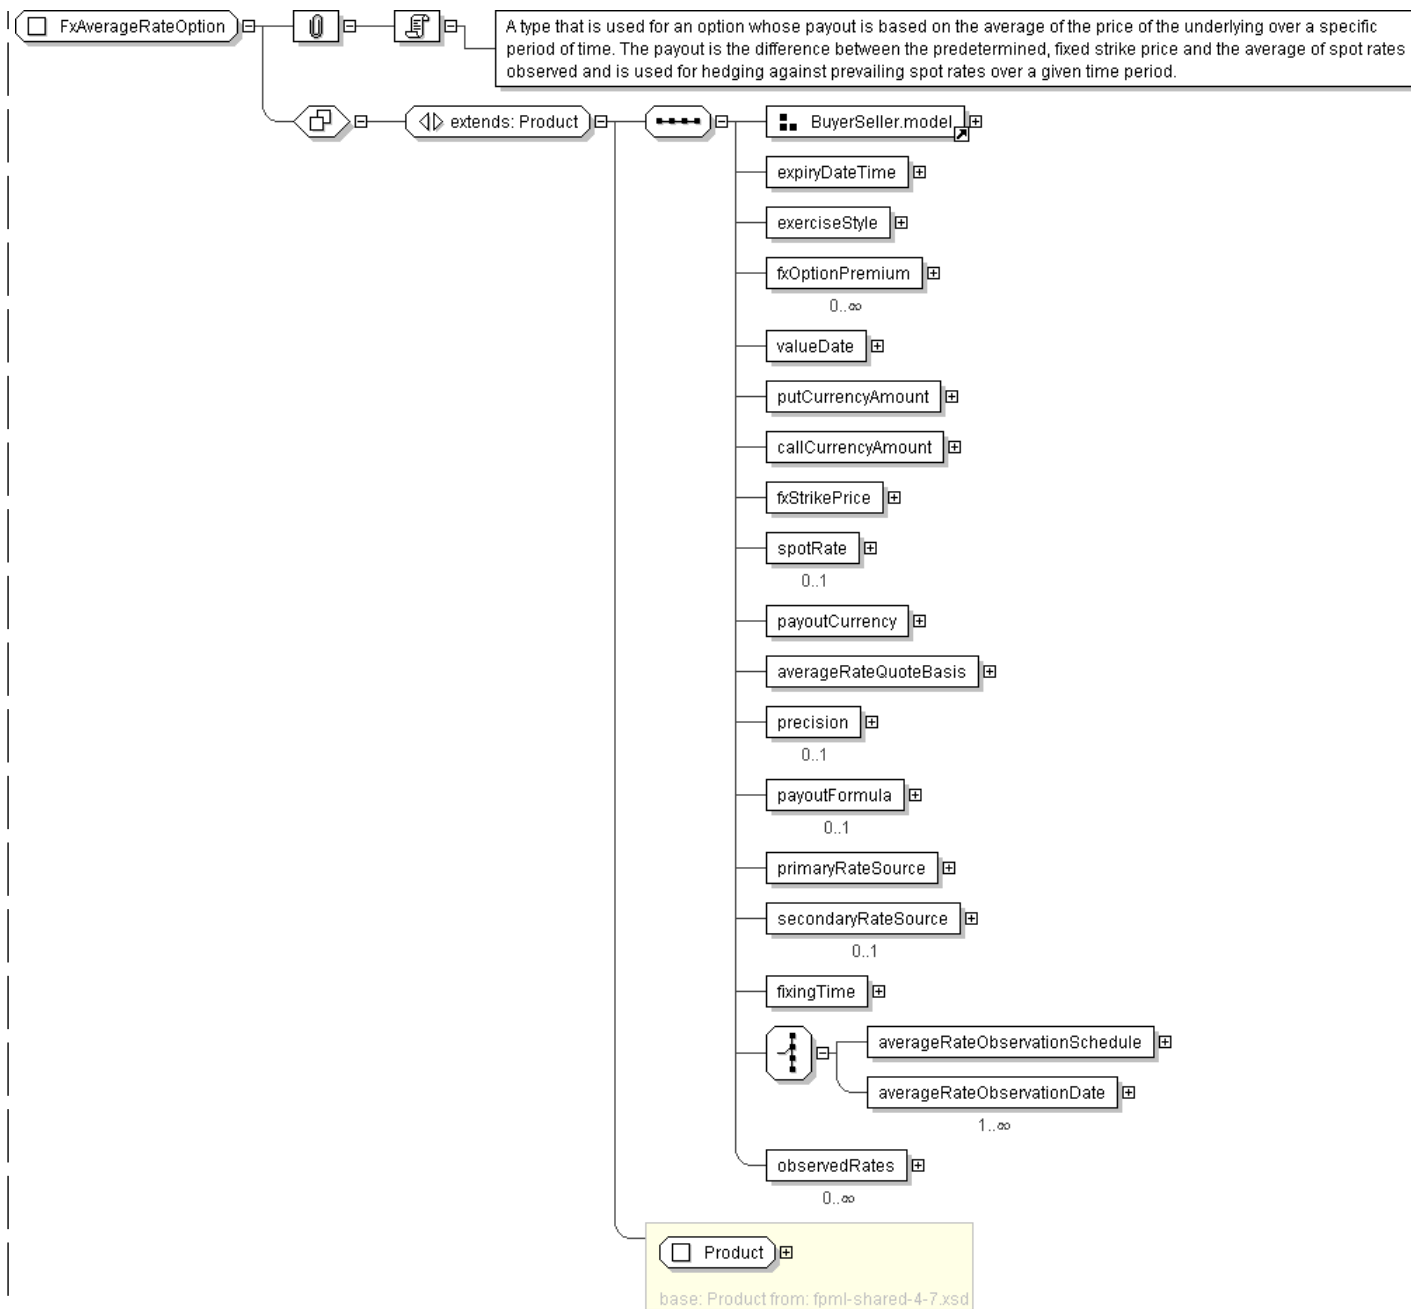 FxAverageRateOption
A type that is used for an option whose payout is based on the average of the price of the underlying over a specific
period of time. The payout is the difference between the predetermined, fixed strike price and the average of spot rates
observed and is used for hedging against prevailing spot rates over a given time period.
extends: Product
BuyerSeller.model
expiryDateTime
exerciseStyle
fxOptionPremium
0..∞
valueDate
putCurrencyAmount
callCurrencyAmount
fxStrikePrice
spotRate
0..1
payoutCurrency
averageRateQuoteBasis
precision
0..1
payoutFormula
0..1
primaryRateSource
secondaryRateSource
0..1
fixingTime
averageRateObservationSchedule
averageRateObservationDate
1..∞
observedRates
0..∞
Product
base: Product from: fpml-shared-4-7.xsd